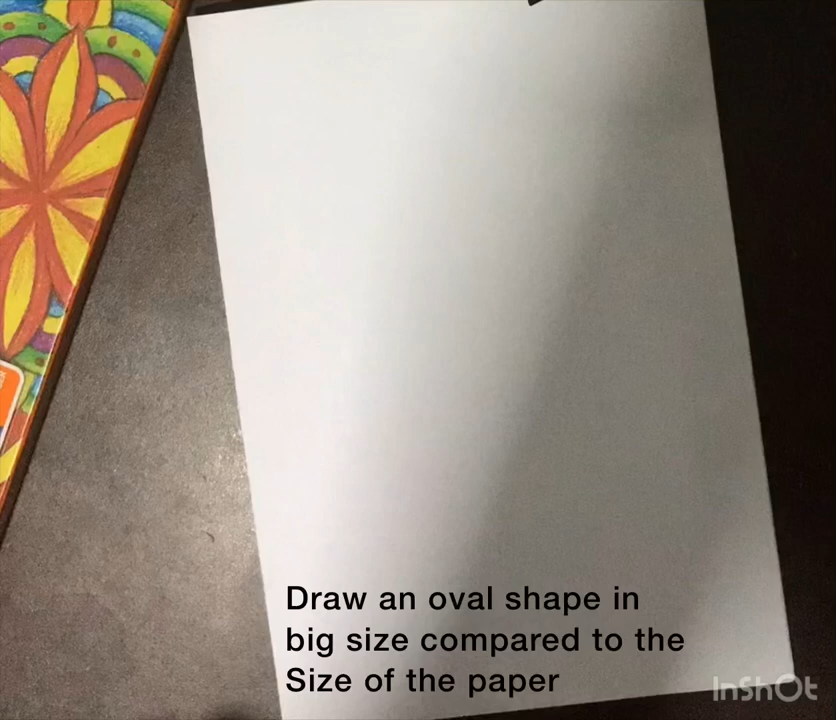 Draw an oval shape in
big size compared to the
Size of the paper
InShOt